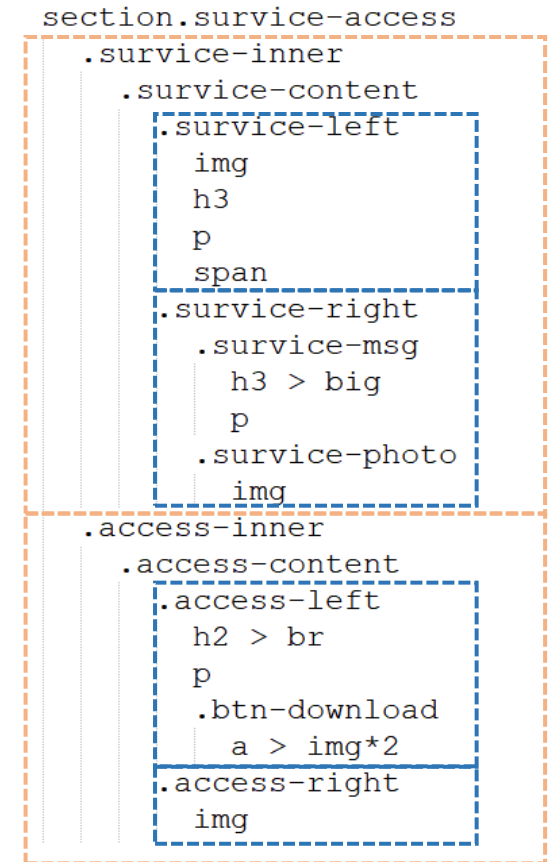 section.survice-access
.survice-inner
.survice-content
.survice-left
img
h3
p
span
.survice-right
.survice-msg
h3 > big
p
.survice-photo
img
.access-inner
.access-content
.access-left
h2 > br
p
.btn-download
a > img*2
.access-right
img